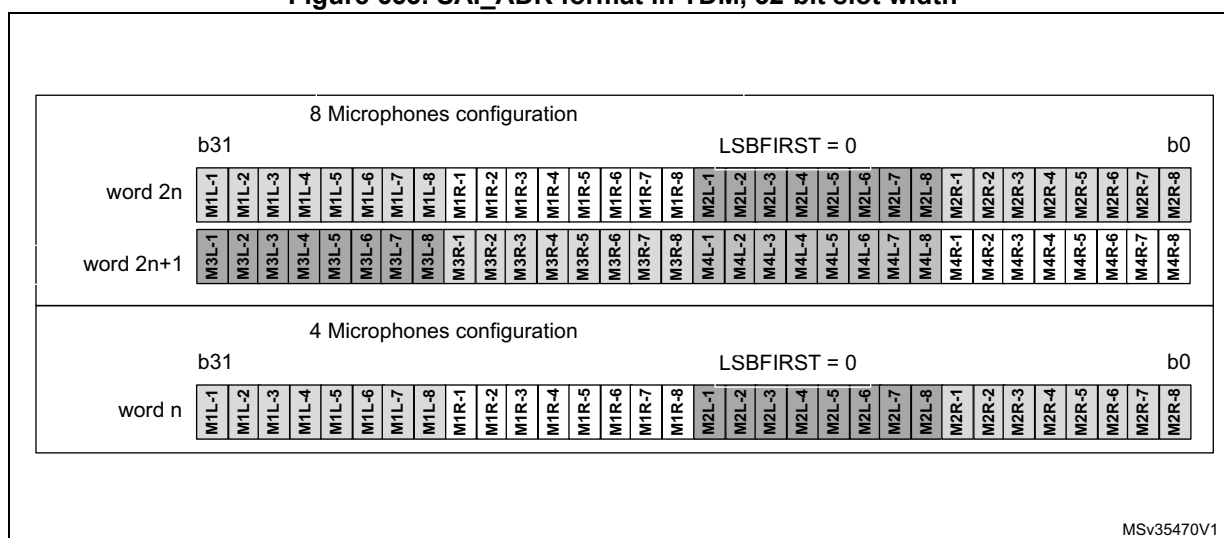 8 Microphones configuration
b31 LSBFIRST = 0 b0
word 2n M1L-1 M1L-2 M1L-3 M1L-4 M1L-5 M1L-6 M1L-7 M1L-8 M1R-1 M1R-2 M1R-3 M1R-4 M1R-5 M1R-6 M1R-7 M1R-8 M2L-1 M2L-2 M2L-3 M2L-4 M2L-5 M2L-6 M2L-7 M2L-8 M2R-1 M2R-2 M2R-3 M2R-4 M2R-5 M2R-6 M2R-7 M2R-8
word 2n+1 M3L-1 M3L-2 M3L-3 M3L-4 M3L-5 M3L-6 M3L-7 M3L-8 M3R-1 M3R-2 M3R-3 M3R-4 M3R-5 M3R-6 M3R-7 M3R-8 M4L-1 M4L-2 M4L-3 M4L-4 M4L-5 M4L-6 M4L-7 M4L-8 M4R-1 M4R-2 M4R-3 M4R-4 M4R-5 M4R-6 M4R-7 M4R-8
4 Microphones configuration
b31 LSBFIRST = 0 b0
word n M1L-1 M1L-2 M1L-3 M1L-4 M1L-5 M1L-6 M1L-7 M1L-8 M1R-1 M1R-2 M1R-3 M1R-4 M1R-5 M1R-6 M1R-7 M1R-8 M2L-1 M2L-2 M2L-3 M2L-4 M2L-5 M2L-6 M2L-7 M2L-8 M2R-1 M2R-2 M2R-3 M2R-4 M2R-5 M2R-6 M2R-7 M2R-8
MSv35470V1